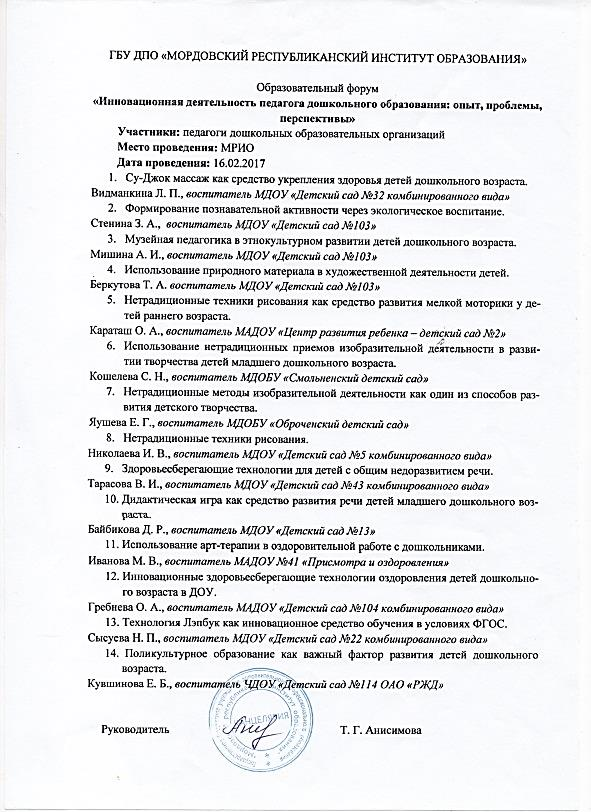 ГБУ ДПО «МОРДОВСКИЙ РЕСПУБЛИКАНСКИЙ ИНСТИТУТ ОБРАЗОВАНИЯ»
Образовательный форум
«Инновационная деятельность педагога дошкольного образования: опыт, проблемы,
перспективы»
Участники: педагоги дошкольных образовательных организаций
Место проведения: МРИО
Дата проведения: 16.02.2017
1. Су-Джок массаж как средство укрепления здоровья детей дошкольного возраста.
Видманкина Л. П., воспитатель МДОУ «Детский сад №32 комбинированного вида»
2. Формирование познавательной активности через экологическое воспитание.
Стенина З. А., воспитатель МДОУ «Детский сад №103»
3. Музейная педагогика в этнокультурном развитии детей дошкольного возраста.
Мишина А. И., воспитатель МДОУ «Детский сад №103»
4. Использование природного материала в художественной деятельности детей.
Беркутова Т. А. воспитатель МДОУ «Детский сад №103»
5. Нетрадиционные техники рисования как средство развития мелкой моторики у де-
тей раннего возраста.
Караташ О. А., воспитатель МАДОУ «Центр развития ребенка – детский сад №2»
6. Использование нетрадиционных приемов изобразительной деятельности в разви-
тии творчества детей младшего дошкольного возраста.
Кошелева С. Н., воспитатель МДОБУ «Смольненский детский сад»
7. Нетрадиционные методы изобразительной деятельности как один из способов раз-
вития детского творчества.
Яушева Е. Г., воспитатель МДОБУ «Оброченский детский сад»
8. Нетрадиционные техники рисования.
Николаева И. В., воспитатель МДОУ «Детский сад №5 комбинированного вида»
9. Здоровьесберегающие технологии для детей с общим недоразвитием речи.
Тарасова В. И., воспитатель МДОУ «Детский сад №43 комбинированного вида»
10. Дидактическая игра как средство развития речи детей младшего дошкольного воз-
раста.
Байбикова Д. Р., воспитатель МДОУ «Детский сад №13»
11. Использование арт-терапии в оздоровительной работе с дошкольниками.
Иванова М. В., воспитатель МАДОУ №41 «Присмотра и оздоровления»
12. Инновационные здоровьесберегающие технологии оздоровления детей дошкольно-
го возраста в ДОУ.
Гребнева О. А., воспитатель МАДОУ «Детский сад №104 комбинированного вида»
13. Технология Лэпбук как инновационное средство обучения в условиях ФГОС.
Сысуева Н. П., воспитатель МДОУ «Детский сад №22 комбинированного вида»
14. Поликультурное образование как важный фактор развития детей дошкольного
возраста.
Кувшинова Е. Б., воспитатель ЧДОУ «Детский сад №114 ОАО «РЖД»
Руководитель Т. Г. Анисимова